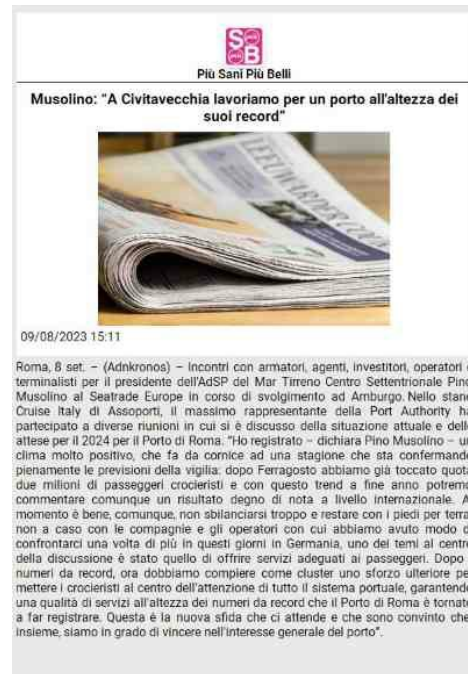 S più
più B
Più Sani Più Belli
Musolino: “A Civitavecchia lavoriamo per un porto all'altezza dei
suoi record”
LEEUWARDER COU
09/08/2023 15:11
Roma, 8 set. – (Adnkronos) – Incontri con armatori, agenti, investitori, operatori e
terminalisti per il presidente dell'AdSP del Mar Tirreno Centro Settentrionale Pino
Musolino al Seatrade Europe in corso di svolgimento ad Amburgo. Nello stand
Cruise Italy di Assoporti, il massimo rappresentante della Port Authority ha
partecipato a diverse riunioni in cui si è discusso della situazione attuale e delle
attese per il 2024 per il Porto di Roma. “Ho registrato – dichiara Pino Musolino – un
clima molto positivo, che fa da cornice ad una stagione che sta confermando
pienamente le previsioni della vigilia: dopo Ferragosto abbiamo già toccato quota
due milioni di passeggeri crocieristi e con questo trend a fine anno potremo
commentare comunque un risultato degno di nota a livello internazionale. Al
momento è bene, comunque, non sbilanciarsi troppo e restare con i piedi per terra:
non a caso con le compagnie e gli operatori con cui abbiamo avuto modo di
confrontarci una volta di più in questi giorni in Germania, uno dei temi al centro
della discussione è stato quello di offrire servizi adeguati ai passeggeri. Dopo i
numeri da record, ora dobbiamo compiere come cluster uno sforzo ulteriore per
mettere i crocieristi al centro dell'attenzione di tutto il sistema portuale, garantendo
una qualità di servizi all'altezza dei numeri da record che il Porto di Roma è tornato
a far registrare. Questa è la nuova sfida che ci attende e che sono convinto che,
insieme, siamo in grado di vincere nell'interesse generale del porto”.